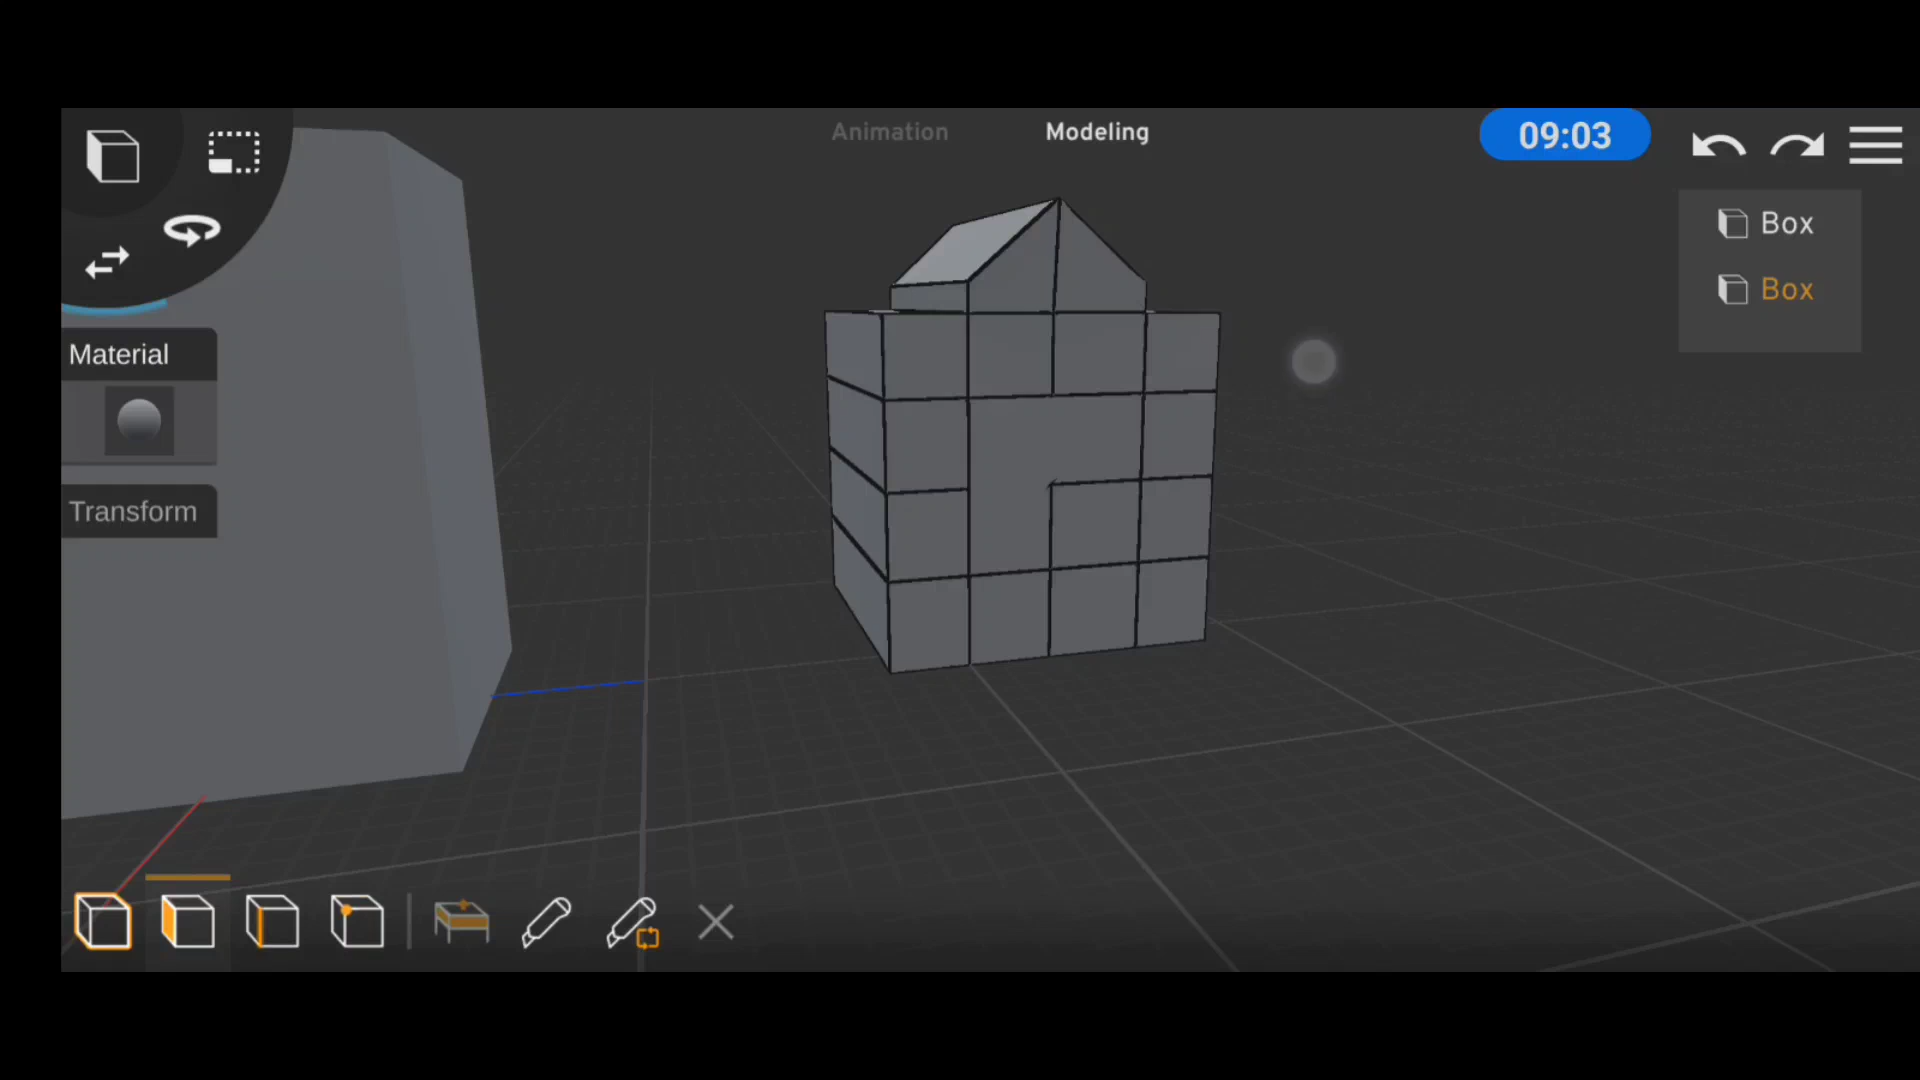 Animation
Modeling
09:03
Box
Box
Material
Transform